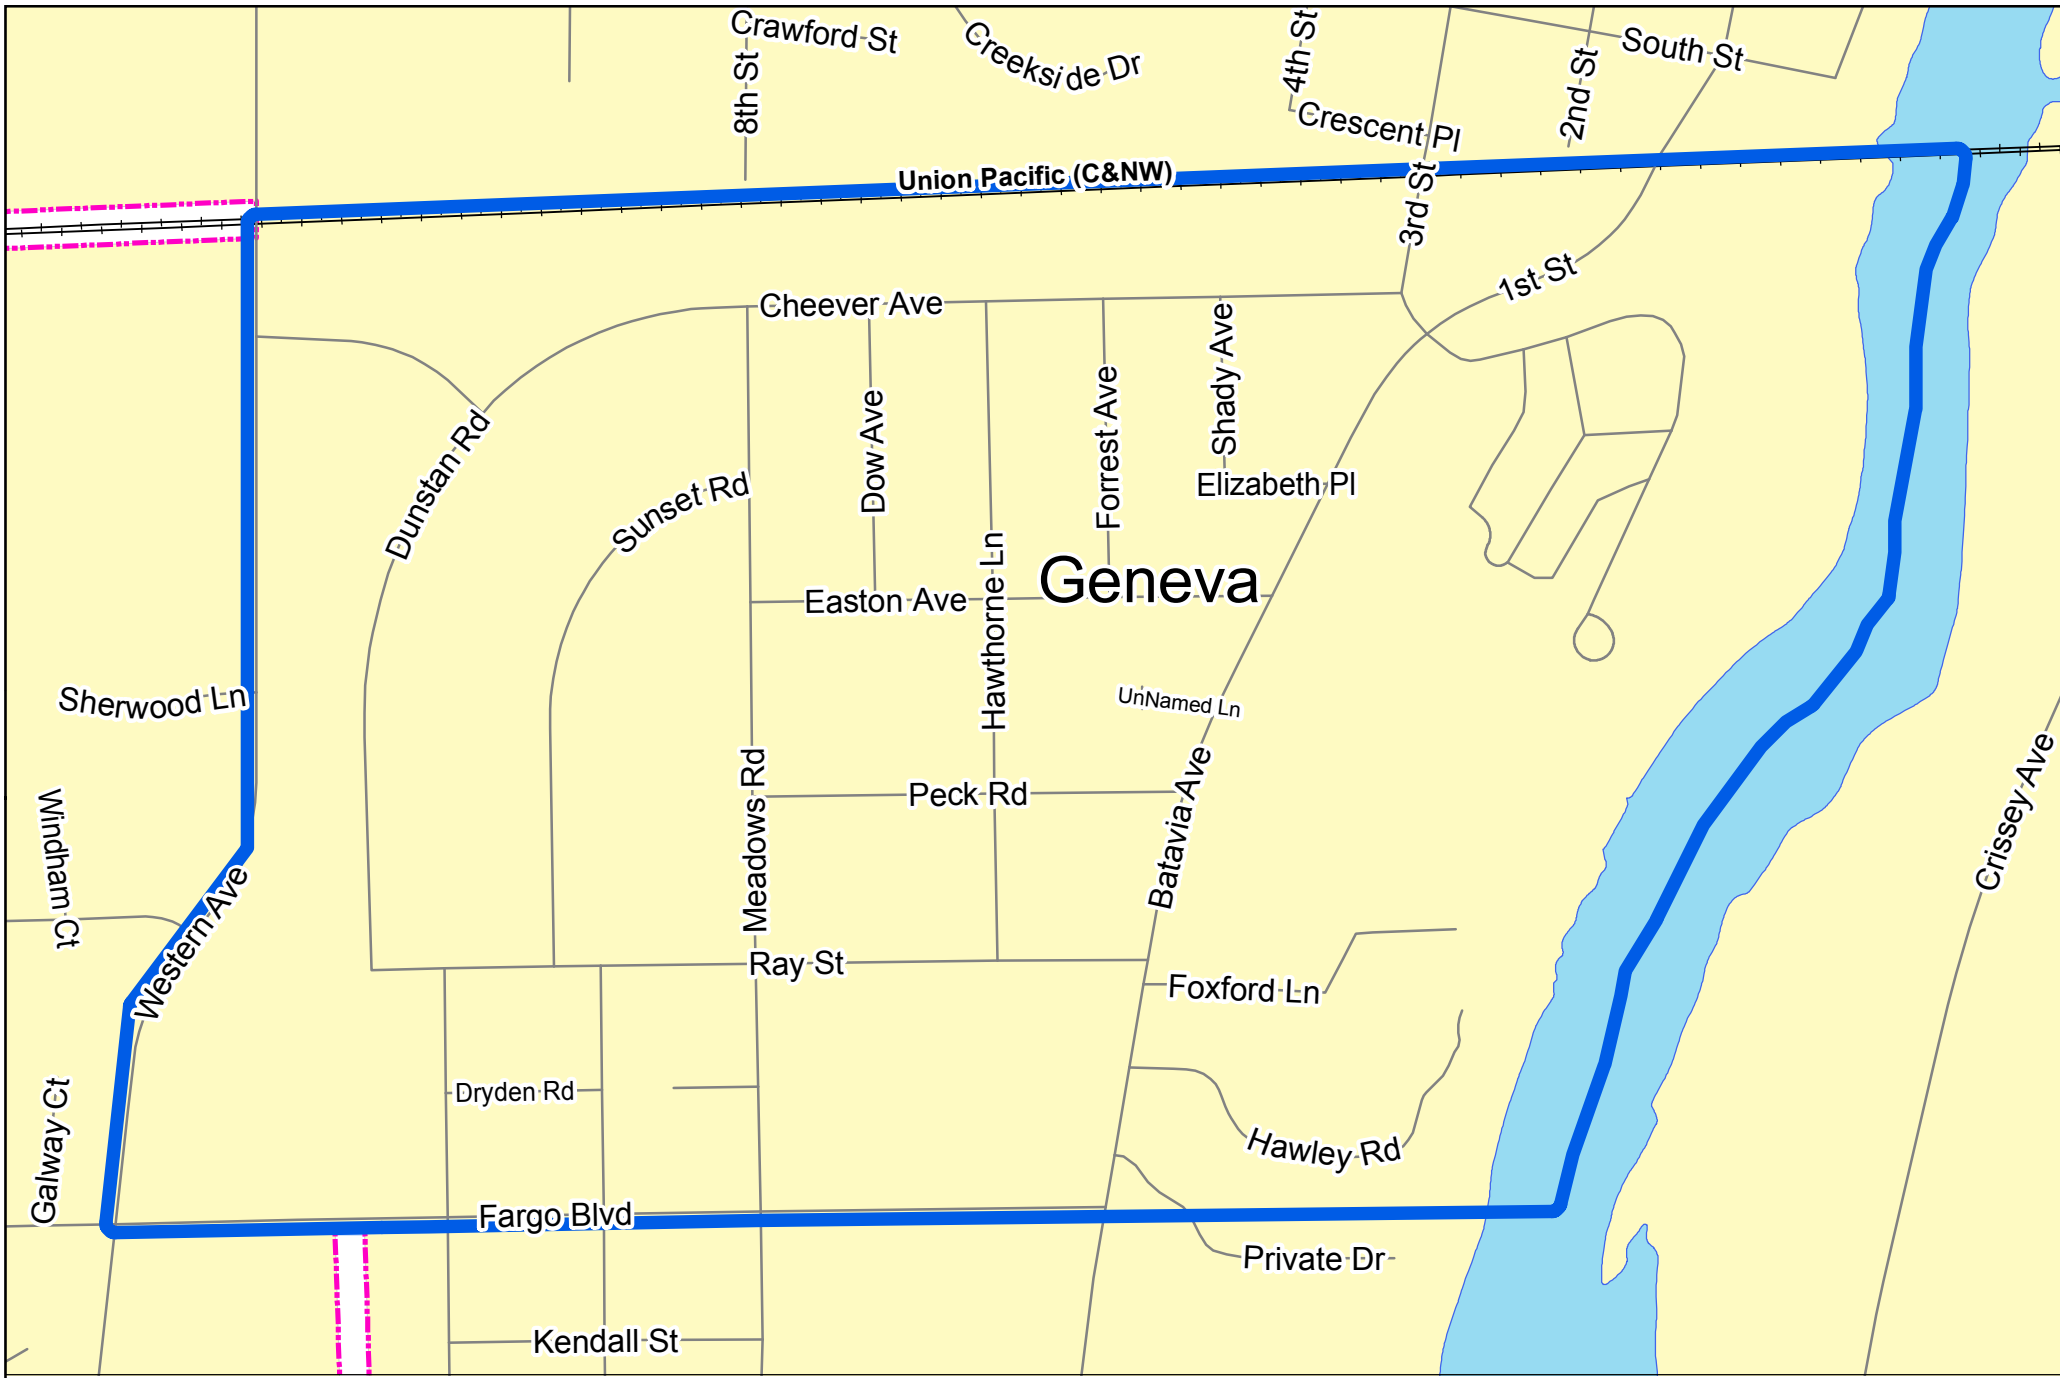 Crawford St
8th St
Creekside Dr
4th St
Crescent Pl
2nd St
South St
Union Pacific (C&NW)
3rd St
1st St
Cheever Ave
Dunstan Rd
Sunset Rd
Dow Ave
Forrest Ave
Shady Ave
Elizabeth Pl
Hawthorne Ln
Geneva
Easton Ave
Sherwood Ln
UnNamed Ln
Meadows Rd
Peck Rd
Batavia Ave
Crissey Ave
Windham Ct
Western Ave
Ray St
Foxford Ln
Dryden Rd
Galway Ct
Hawley Rd
Fargo Blvd
Private Dr
Kendall St